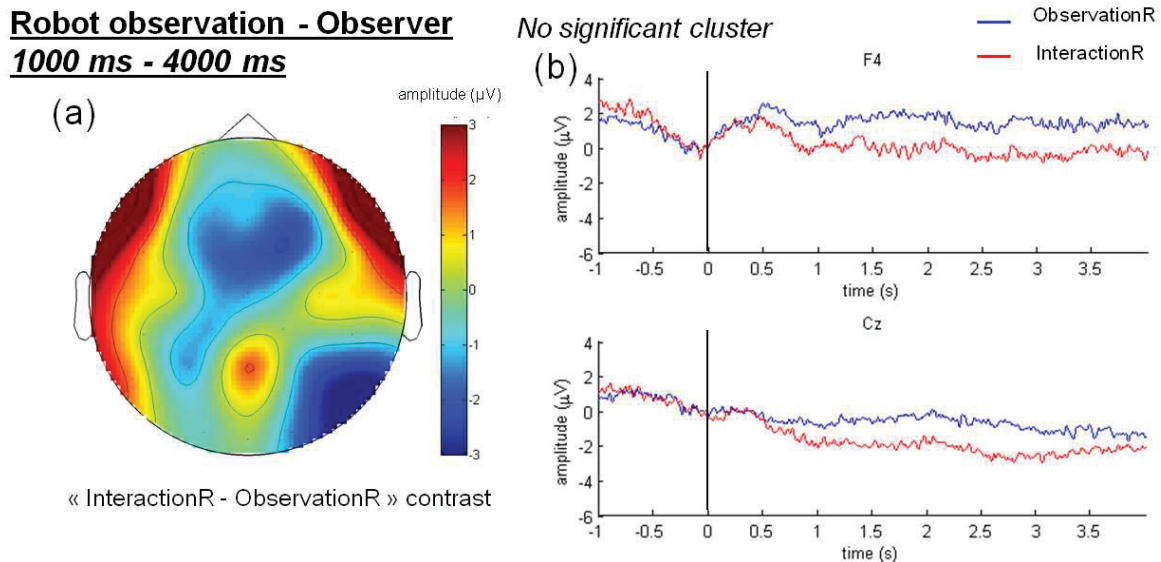 Robot observation - Observer
1000 ms - 4000 ms
No significant cluster
ObservationR
InteractionR
(a)
amplitude (µV)
3
2
1
0
-1
-2
-3
« InteractionR - ObservationR » contrast
(b)
F4
amplitude (µV)
4
2
0
-2
-4
-6
-1 -0.5 0 0.5 1 1.5 2 2.5 3 3.5
time (s)
Cz
amplitude (µV)
4
2
0
-2
-4
-6
-1 -0.5 0 0.5 1 1.5 2 2.5 3 3.5
time (s)